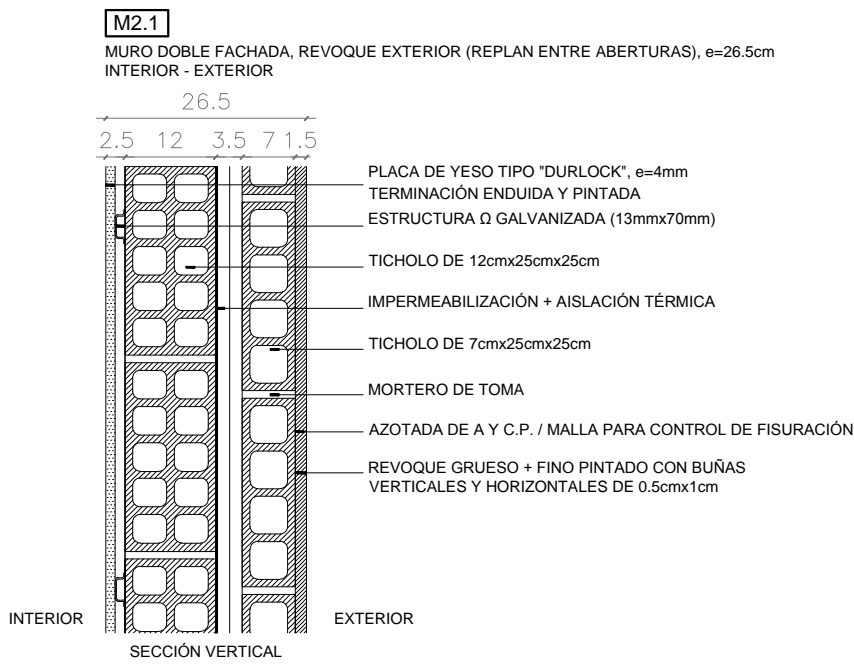 M2.1
MURO DOBLE FACHADA, REVOQUE EXTERIOR (REPLAN ENTRE ABERTURAS), e=26.5cm
INTERIOR - EXTERIOR
26.5
2.5 12 3.5 7 1.5
PLACA DE YESO TIPO "DURLOCK", e=4mm
TERMINACIÓN ENDUIDA Y PINTADA
ESTRUCTURA Ω GALVANIZADA (13mmx70mm)
TICHOLO DE 12cmx25cmx25cm
IMPERMEABILIZACIÓN + AISLACIÓN TÉRMICA
TICHOLO DE 7cmx25cmx25cm
MORTERO DE TOMA
AZOTADA DE A Y C.P. / MALLA PARA CONTROL DE FISURACIÓN
REVOQUE GRUESO + FINO PINTADO CON BUÑAS
VERTICALES Y HORIZONTALES DE 0.5cmx1cm
INTERIOR
EXTERIOR
SECCIÓN VERTICAL